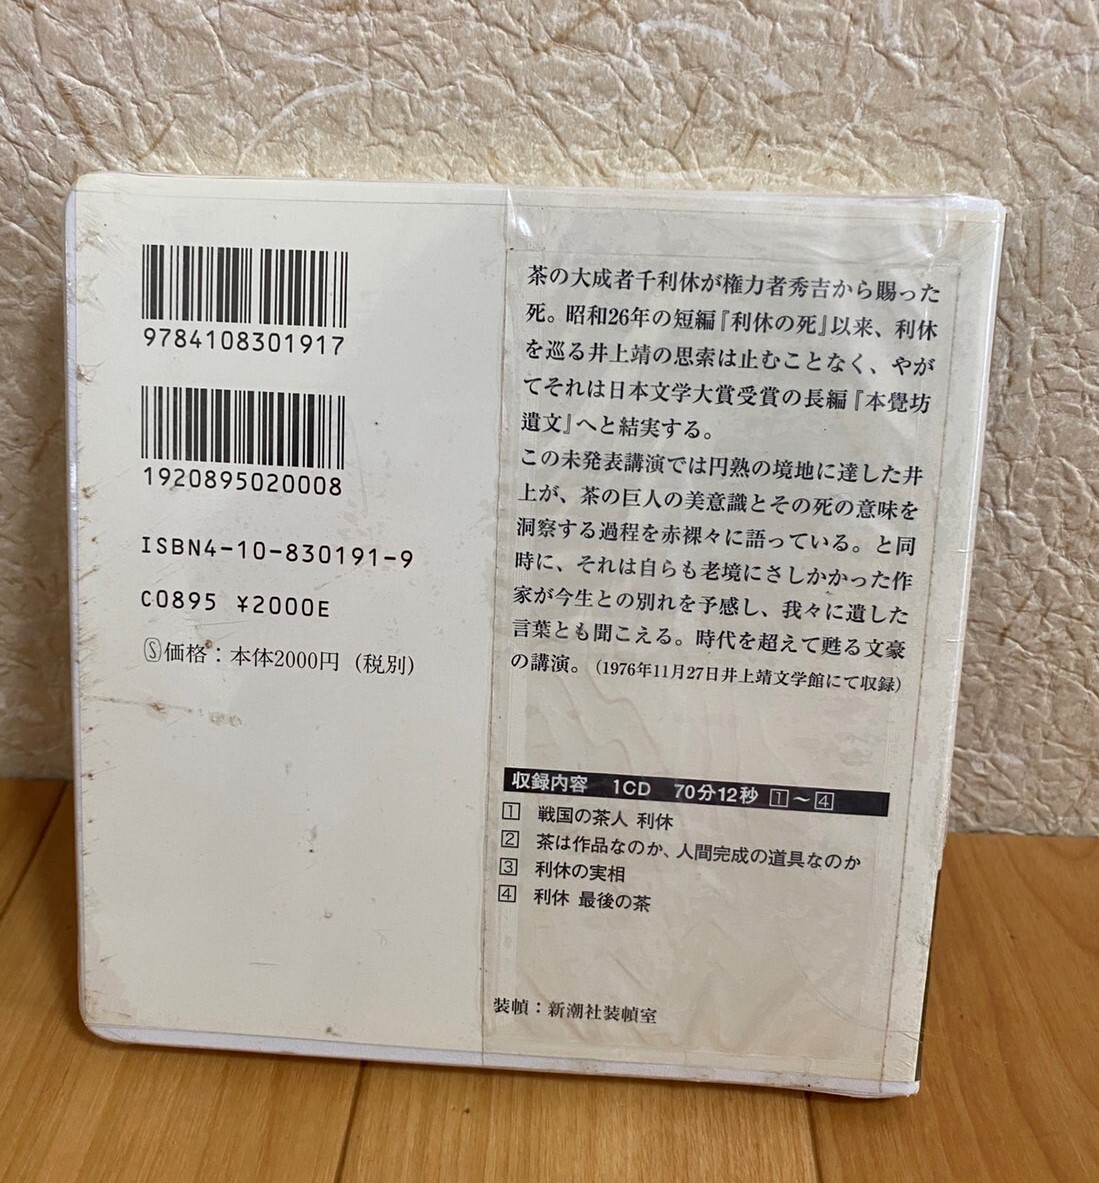 9784108301917
1920895020008
ISBN4-10-830191-9
C0895 ¥2000E
Ⓢ価格：本体2000円（税別）
茶の大成者千利休が権力者秀吉から賜った
死。昭和26年の短編『利休の死』以来、利休
を巡る井上靖の思索は止むことなく、やが
てそれは日本文学大賞受賞の長編『本覺坊
遺文』へと結実する。
この未発表講演では円熟の境地に達した井
上が、茶の巨人の美意識とその死の意味を
洞察する過程を赤裸々に語っている。と同
時に、それは自らも老境にさしかかった作
家が今生との別れを予感し、我々に遺した
言葉とも聞こえる。時代を超えて甦る文豪
の講演。（1976年11月27日井上靖文学館にて収録）
収録内容 1CD 70分12秒 1～4
1 戦国の茶人 利休
2 茶は作品なのか、人間完成の道具なのか
3 利休の実相
4 利休 最後の茶
装幀：新潮社装幀室